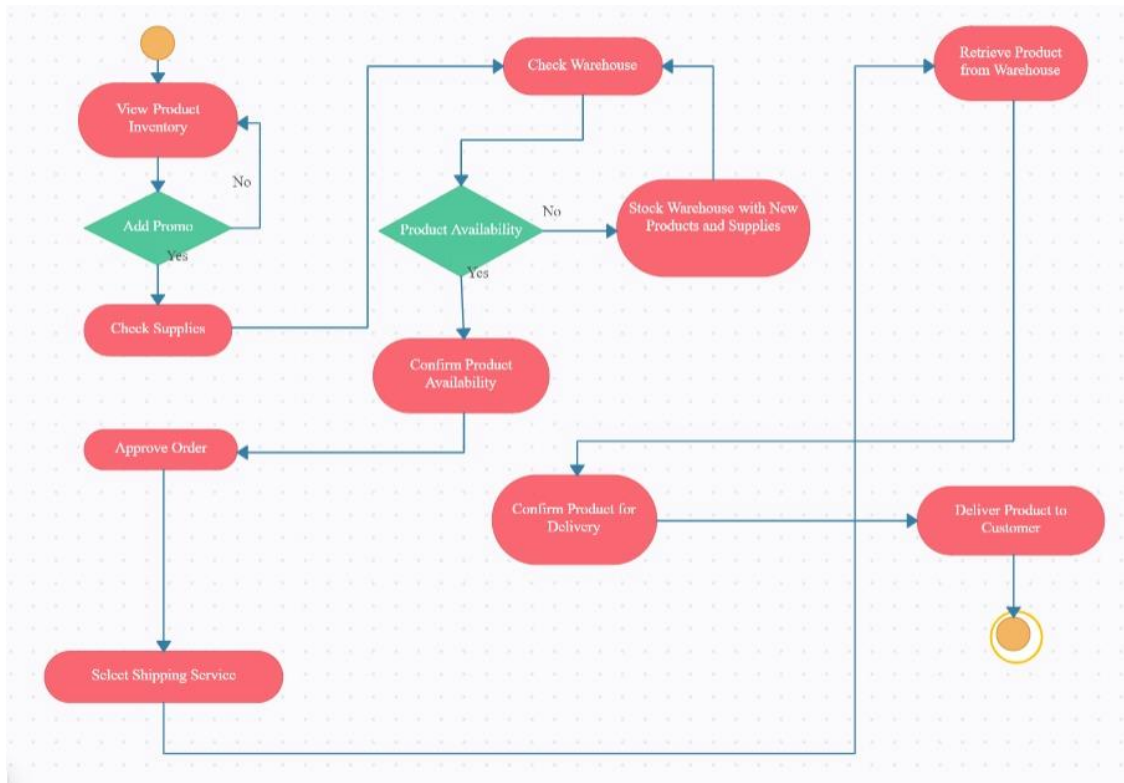 View Product
Inventory
No
Add Promo
Yes
Check Supplies
Check Warehouse
Product Availability
No
Stock Warehouse with New
Products and Supplies
Yes
Confirm Product
Availability
Approve Order
Select Shipping Service
Retrieve Product
from Warehouse
Confirm Product for
Delivery
Deliver Product to
Customer